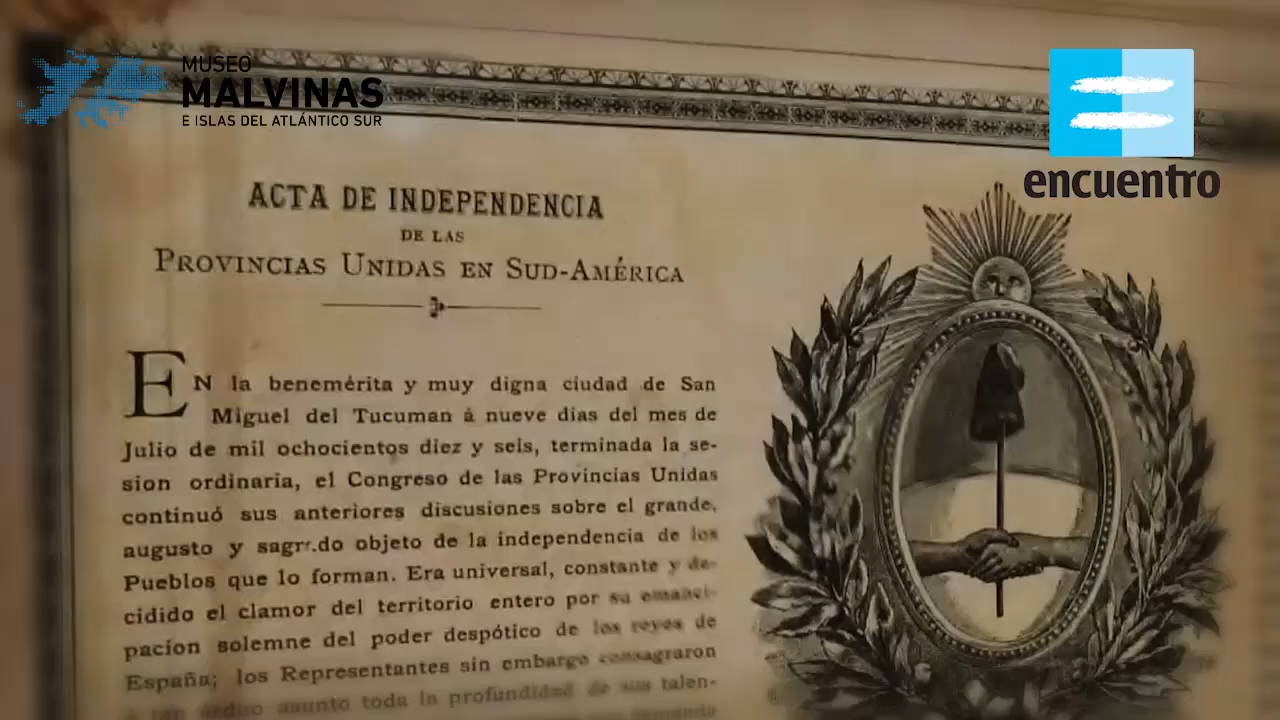 MUSEO
MALVINAS
E ISLAS DEL ATLÁNTICO SUR
encuentro
ACTA DE INDEPENDENCIA
DE LAS
PROVINCIAS UNIDAS EN SUD-AMÉRICA
EN la benemérita y muy digna ciudad de San
Miguel del Tucuman á nueve dias del mes de
Julio de mil ochocientos diez y seis, terminada la se-
sion ordinaria, el Congreso de las Provincias Unidas
continuó sus anteriores discusiones sobre el grande,
augusto y sagrado objeto de la independencia de los
Pueblos que lo forman. Era universal, constante y de-
cidido el clamor del territorio entero por su emanci-
pacion solemne del poder despótico de los reyes de
España; los Representantes sin embargo consagraron
á tan árduo asunto toda la profundidad de sus talen-